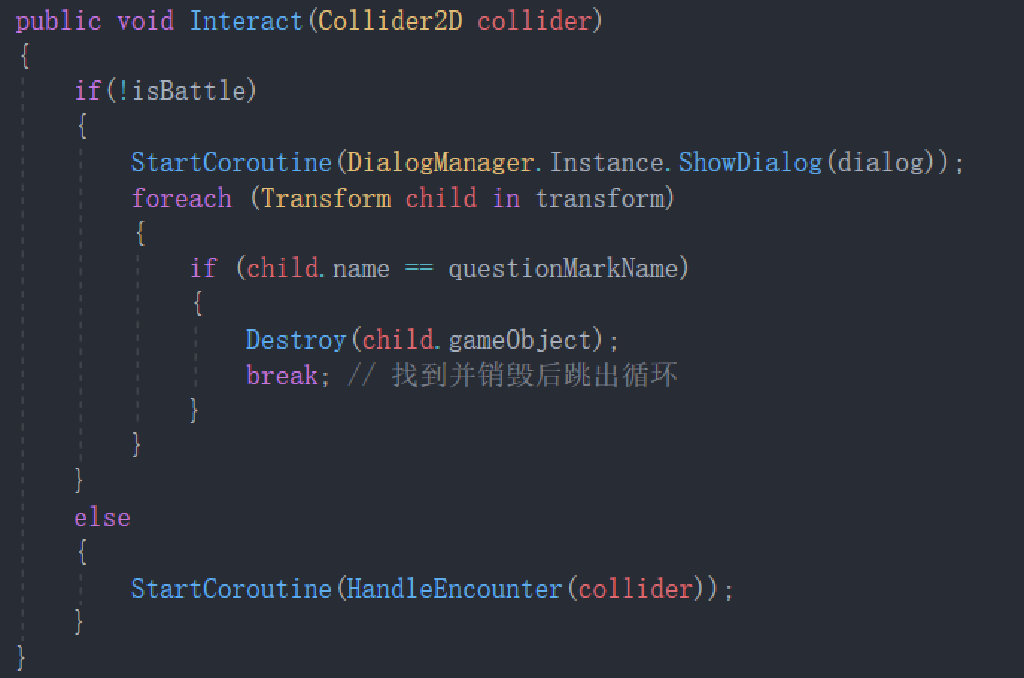 public void Interact(Collider2D collider)
{
    if(!isBattle)
    {
        StartCoroutine(DialogManager.Instance.ShowDialog(dialog));
        foreach (Transform child in transform)
        {
            if (child.name == questionMarkName)
            {
                Destroy(child.gameObject);
                break; // 找到并销毁后跳出循环
            }
        }
    }
    else
    {
        StartCoroutine(HandleEncounter(collider));
    }
}